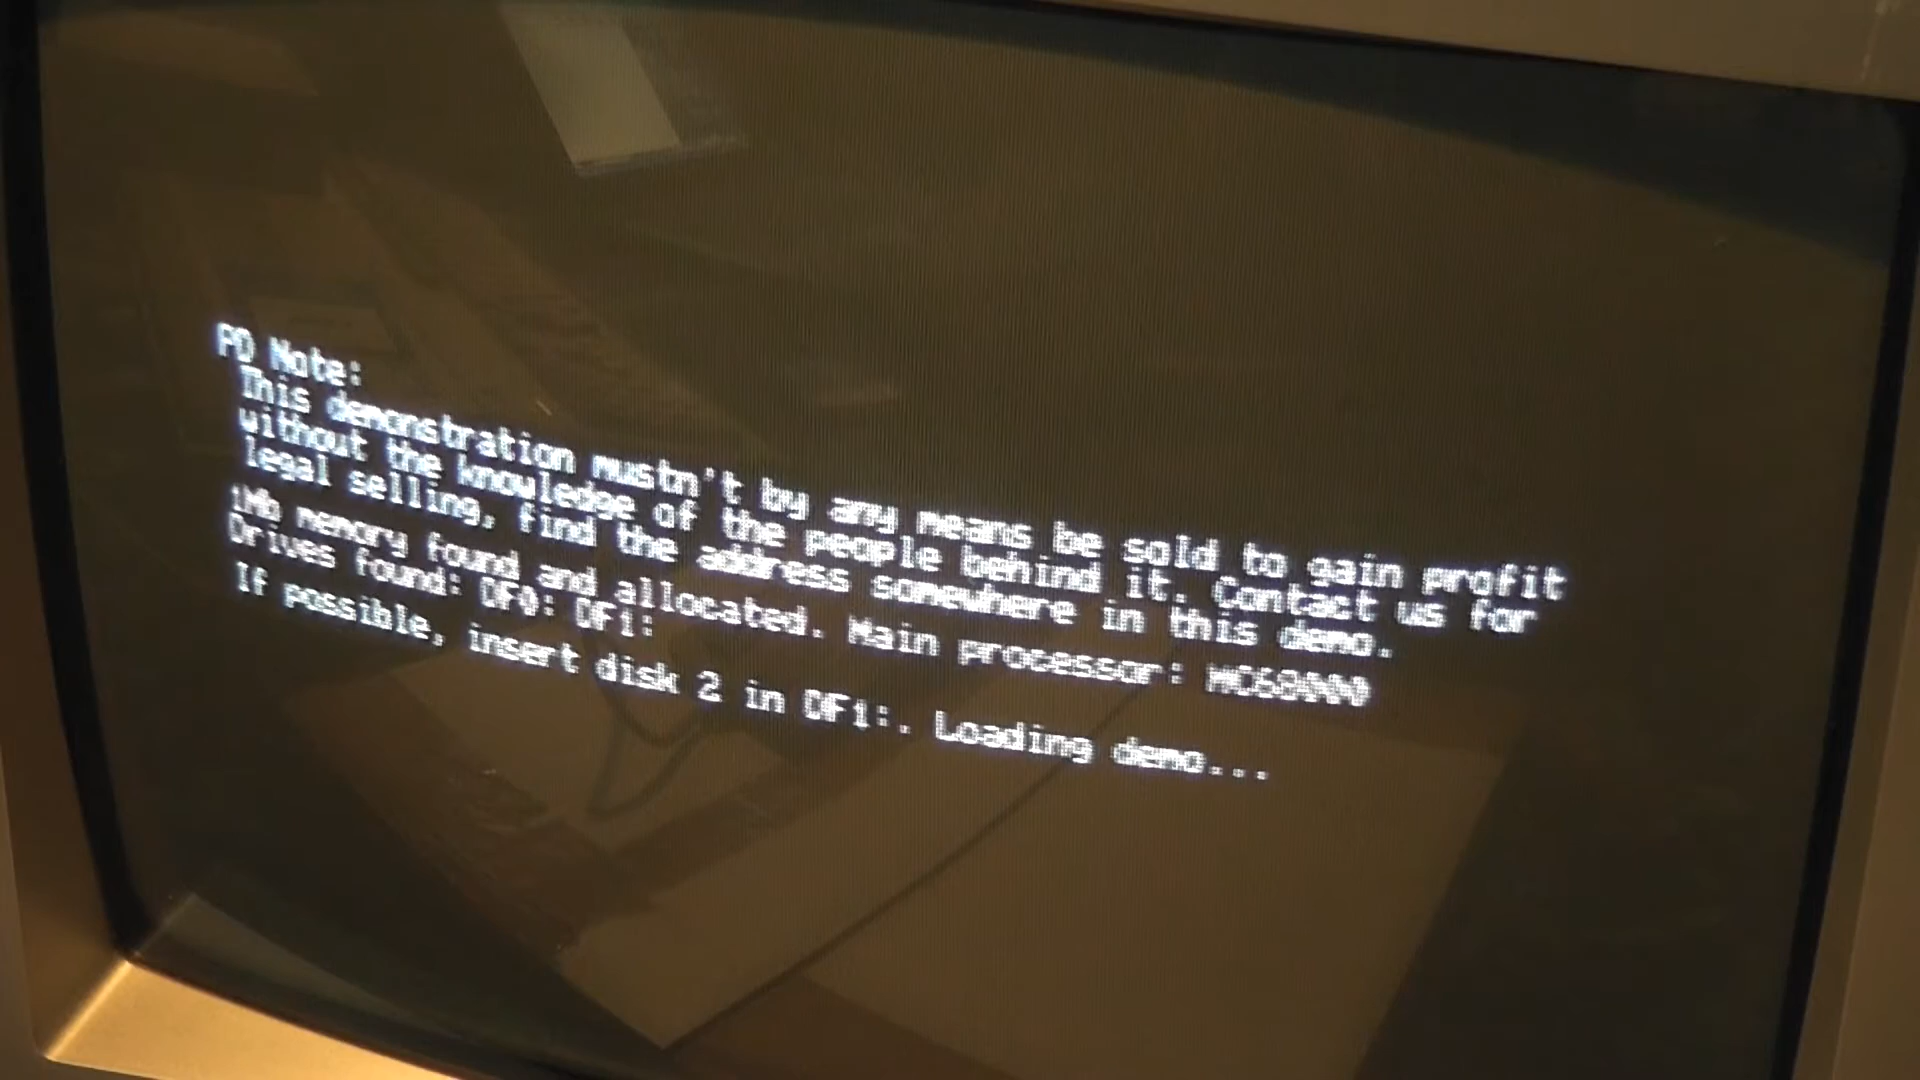 PD Note:
This demonstration mustn't by any means be sold to gain profit
without the knowledge of the people behind it. Contact us for
legal selling, find the address somewhere in this demo.
1Mb memory found and allocated. Main processor: MC68000
Drives found: DF0: DF1:
If possible, insert disk 2 in DF1:. Loading demo...